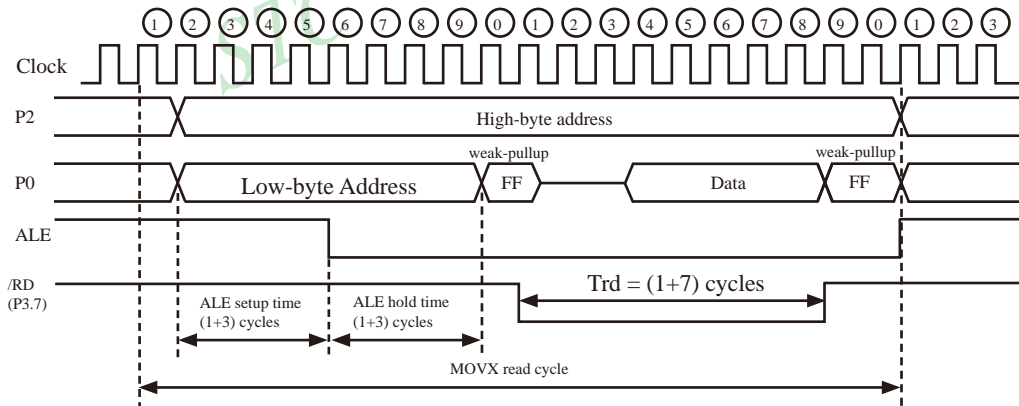 1 2 3 4 5 6 7 8 9 0 1 2 3 4 5 6 7 8 9 0 1 2 3
Clock
P2
High-byte address
weak-pullup weak-pullup
P0
Low-byte Address
FF
Data
FF
ALE
/RD
(P3.7)
Trd = (1+7) cycles
ALE setup time
(1+3) cycles
ALE hold time
(1+3) cycles
MOVX read cycle